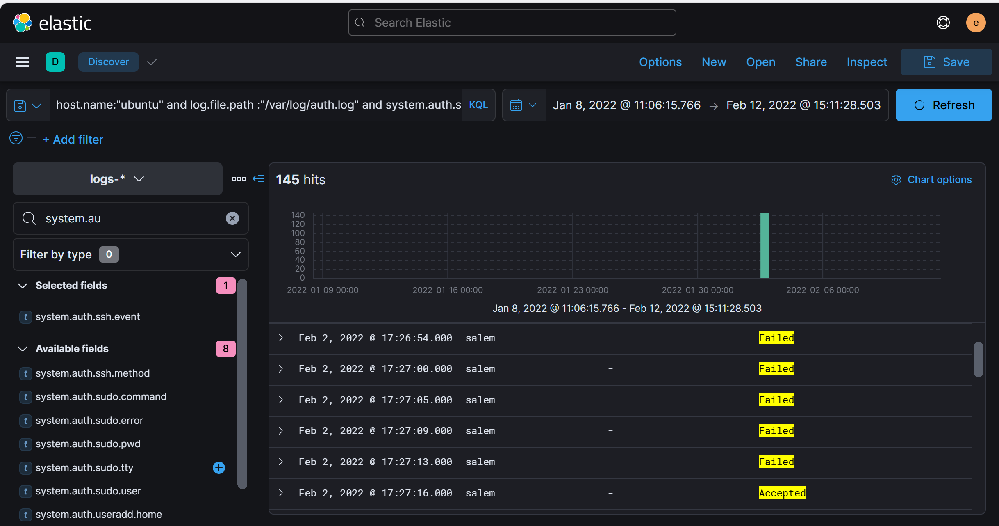 elastic
Search Elastic
e
D
Discover
Options
New
Open
Share
Inspect
Save
host.name:"ubuntu" and log.file.path :"/var/log/auth.log" and system.auth.s
KQL
Jan 8, 2022 @ 11:06:15.766 → Feb 12, 2022 @ 15:11:28.503
Refresh
+ Add filter
logs-*
system.au
Filter by type 0
Selected fields 1
t system.auth.ssh.event
Available fields 8
t system.auth.ssh.method
t system.auth.sudo.command
t system.auth.sudo.error
t system.auth.sudo.pwd
t system.auth.sudo.tty
t system.auth.sudo.user
t system.auth.useradd.home
145 hits
Chart options
140
120
100
80
60
40
20
0
2022-01-09 00:00 2022-01-16 00:00 2022-01-23 00:00 2022-01-30 00:00 2022-02-06 00:00
Jan 8, 2022 @ 11:06:15.766 - Feb 12, 2022 @ 15:11:28.503
Feb 2, 2022 @ 17:26:54.000 salem - Failed
Feb 2, 2022 @ 17:27:00.000 salem - Failed
Feb 2, 2022 @ 17:27:05.000 salem - Failed
Feb 2, 2022 @ 17:27:09.000 salem - Failed
Feb 2, 2022 @ 17:27:13.000 salem - Failed
Feb 2, 2022 @ 17:27:16.000 salem - Accepted